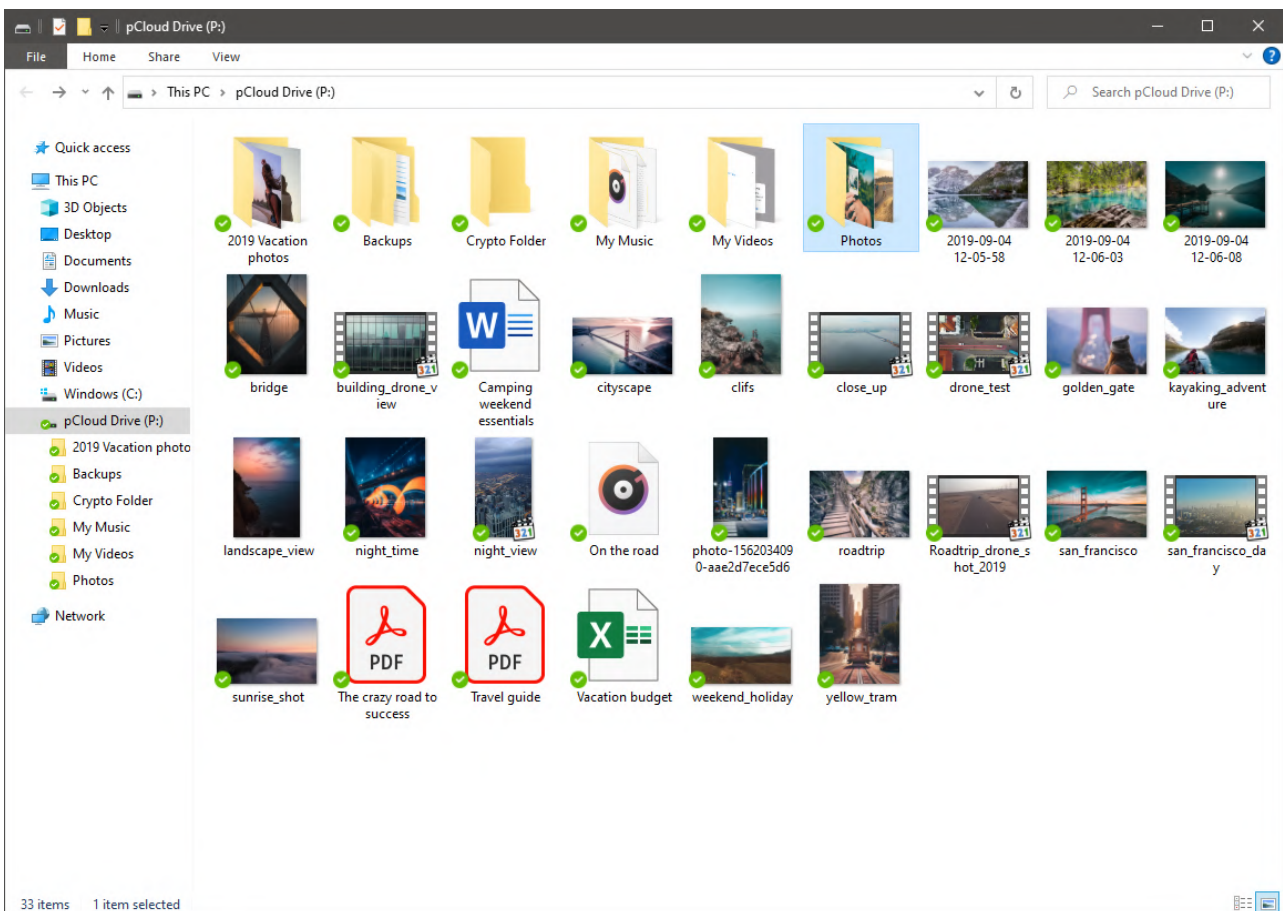 pCloud Drive (P:)
File Home Share View
This PC > pCloud Drive (P:)
Search pCloud Drive (P:)
Quick access
This PC
3D Objects
Desktop
Documents
Downloads
Music
Pictures
Videos
Windows (C:)
pCloud Drive (P:)
2019 Vacation photo
Backups
Crypto Folder
My Music
My Videos
Photos
Network
2019 Vacation
photos
Backups
Crypto Folder
My Music
My Videos
Photos
2019-09-04
12-05-58
2019-09-04
12-06-03
2019-09-04
12-06-08
bridge
321
building_drone_v
iew
W
Camping
weekend
essentials
cityscape
clifs
321
close_up
321
drone_test
golden_gate
kayaking_advent
ure
landscape_view
night_time
321
night_view
On the road
photo-156203409
0-aae2d7ece5d6
roadtrip
321
Roadtrip_drone_s
hot_2019
san_francisco
321
san_francisco_da
y
sunrise_shot
PDF
The crazy road to
success
PDF
Travel guide
X
Vacation budget
weekend_holiday
yellow_tram
33 items 1 item selected